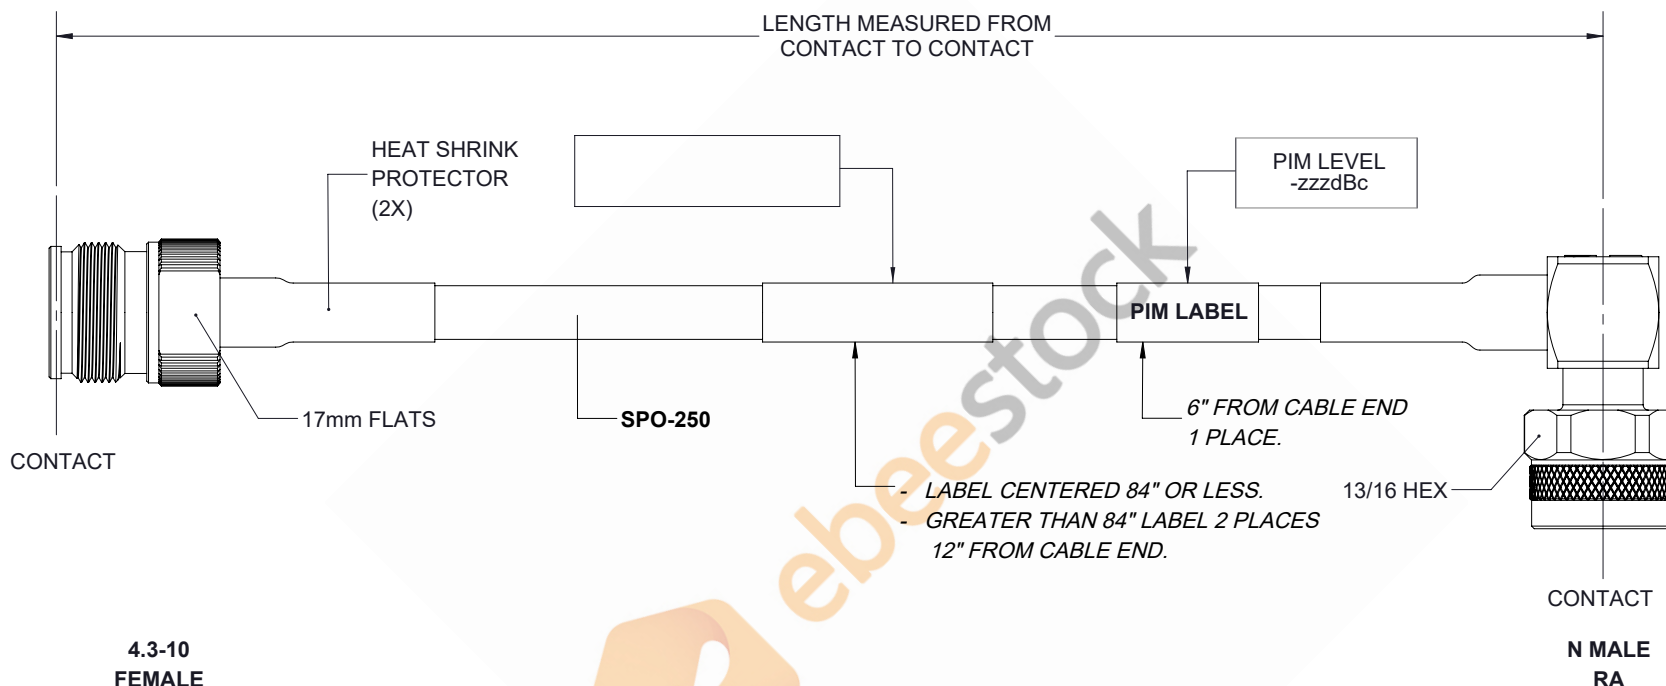 LENGTH MEASURED FROM
CONTACT TO CONTACT
HEAT SHRINK
PROTECTOR
(2X)
PIM LEVEL
-zzzdBc
PIM LABEL
17mm FLATS
SPO-250
6" FROM CABLE END
1 PLACE.
CONTACT
- LABEL CENTERED 84" OR LESS.
- GREATER THAN 84" LABEL 2 PLACES
12" FROM CABLE END.
13/16 HEX
CONTACT
4.3-10
FEMALE
N MALE
RA
ebeestock